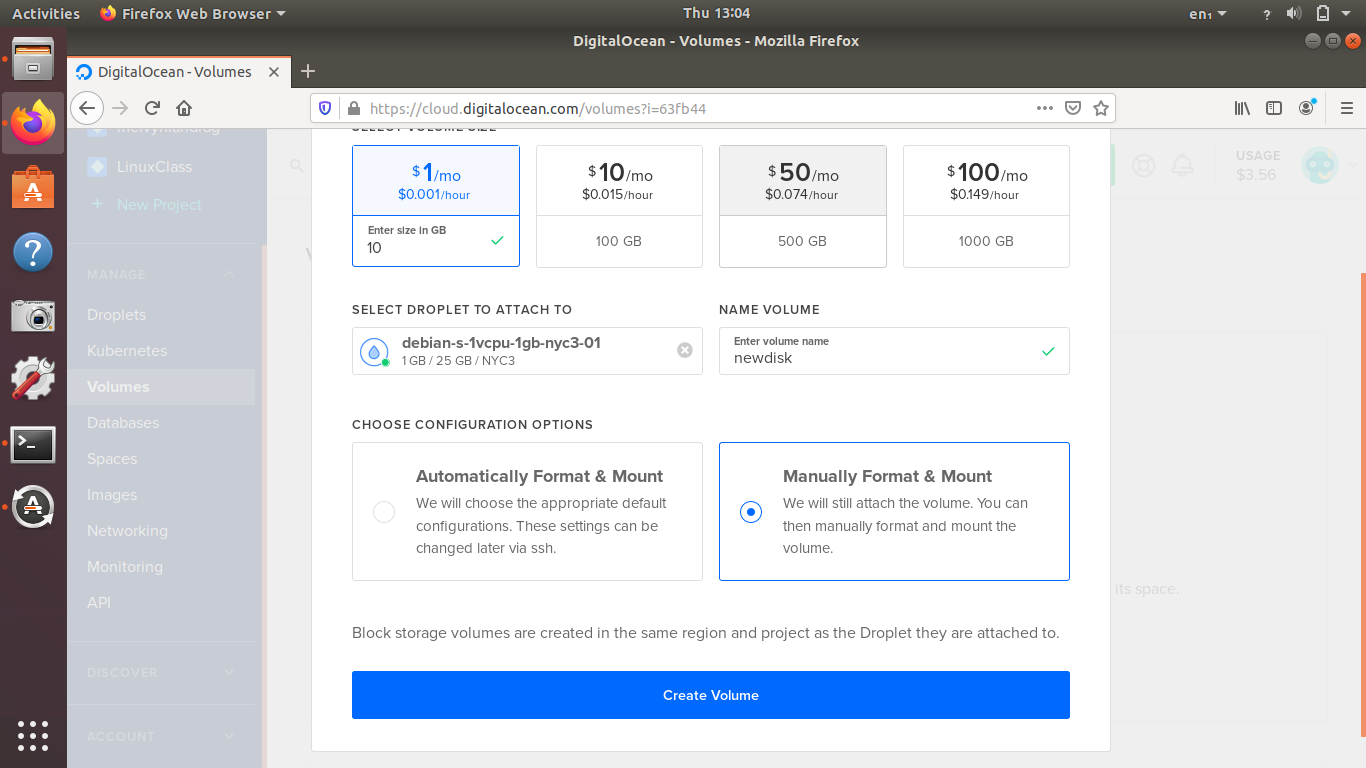 Activities
Firefox Web Browser
Thu 13:04
en₁
?
DigitalOcean - Volumes - Mozilla Firefox
DigitalOcean - Volumes
https://cloud.digitalocean.com/volumes?i=63fb44
LinuxClass
+ New Project
MANAGE
Droplets
Kubernetes
Volumes
Databases
Spaces
Images
Networking
Monitoring
API
DISCOVER
ACCOUNT
SELECT VOLUME SIZE
$ 1/mo
$0.001/hour
Enter size in GB
10
$ 10/mo
$0.015/hour
100 GB
$ 50/mo
$0.074/hour
500 GB
$ 100/mo
$0.149/hour
1000 GB
USAGE
$3.56
SELECT DROPLET TO ATTACH TO
debian-s-1vcpu-1gb-nyc3-01
1 GB / 25 GB / NYC3
NAME VOLUME
Enter volume name
newdisk
CHOOSE CONFIGURATION OPTIONS
Automatically Format & Mount
We will choose the appropriate default
configurations. These settings can be
changed later via ssh.
Manually Format & Mount
We will still attach the volume. You can
then manually format and mount the
volume.
its space.
Block storage volumes are created in the same region and project as the Droplet they are attached to.
Create Volume